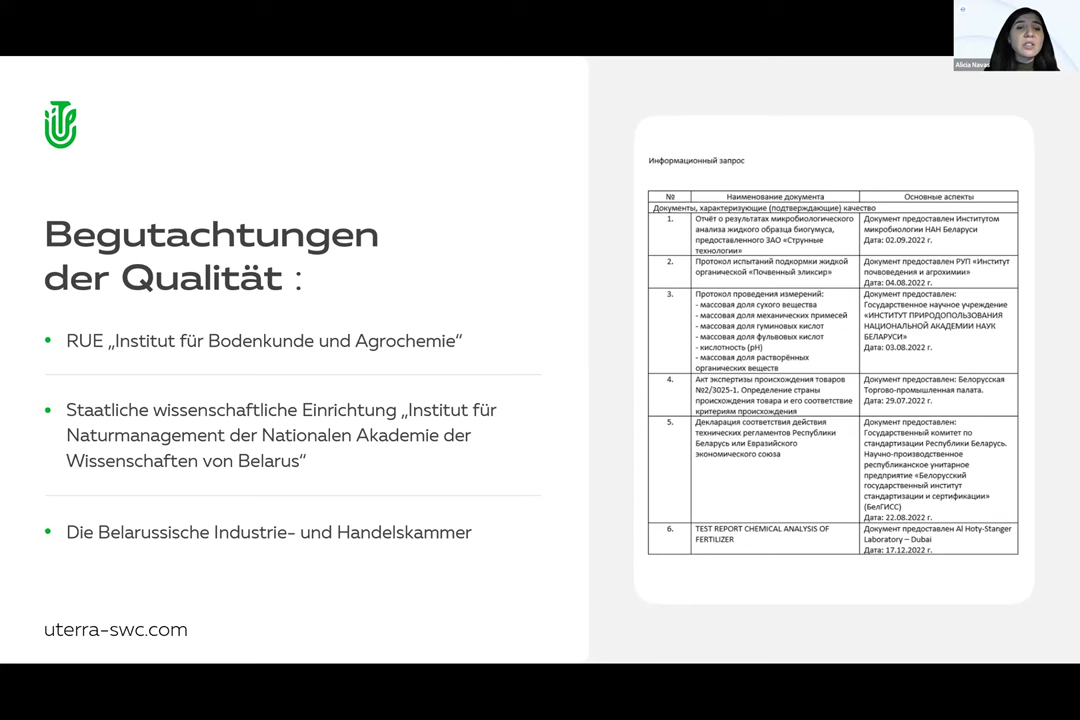 Alicia Navas
Begutachtungen
der Qualität :
• RUE „Institut für Bodenkunde und Agrochemie“
• Staatliche wissenschaftliche Einrichtung „Institut für
Naturmanagement der Nationalen Akademie der
Wissenschaften von Belarus“
• Die Belarussische Industrie- und Handelskammer
uterra-swc.com
Информационный запрос
№ Наименование документа Основные аспекты
Документы, характеризующие (подтверждающие) качество
1. Отчёт о результатах микробиологического
анализа жидкого образца биогумуса,
предоставленного ЗАО «Струнные
технологии»
Документ предоставлен Институтом
микробиологии НАН Беларуси
Дата: 02.09.2022 г.
2. Протокол испытаний подкормки жидкой
органической «Почвенный эликсир»
Документ предоставлен РУП «Институт
почвоведения и агрохимии»
Дата: 04.08.2022 г.
3. Протокол проведения измерений:
- массовая доля сухого вещества
- массовая доля механических примесей
- массовая доля гуминовых кислот
- массовая доля фульвовых кислот
- кислотность (pH)
- массовая доля растворённых
органических веществ
Документ предоставлен:
Государственное научное учреждение
«ИНСТИТУТ ПРИРОДОПОЛЬЗОВАНИЯ
НАЦИОНАЛЬНОЙ АКАДЕМИИ НАУК
БЕЛАРУСИ»
Дата: 03.08.2022 г.
4. Акт экспертизы происхождения товаров
№2/3025-1. Определение страны
происхождения товара и его соответствие
критериям происхождения
Документ предоставлен: Белорусская
Торгово-промышленная палата.
Дата: 29.07.2022 г.
5. Декларация соответствия действия
технических регламентов Республики
Беларусь или Евразийского
экономического союза
Документ предоставлен:
Государственный комитет по
стандартизации Республики Беларусь.
Научно-производственное
республиканское унитарное
предприятие «Белорусский
государственный институт
стандартизации и сертификации»
(БелГИСС)
Дата: 22.08.2022 г.
6. TEST REPORT CHEMICAL ANALYSIS OF
FERTILIZER
Документ предоставлен Al Hoty-Stanger
Laboratory – Dubai
Дата: 17.12.2022 г.